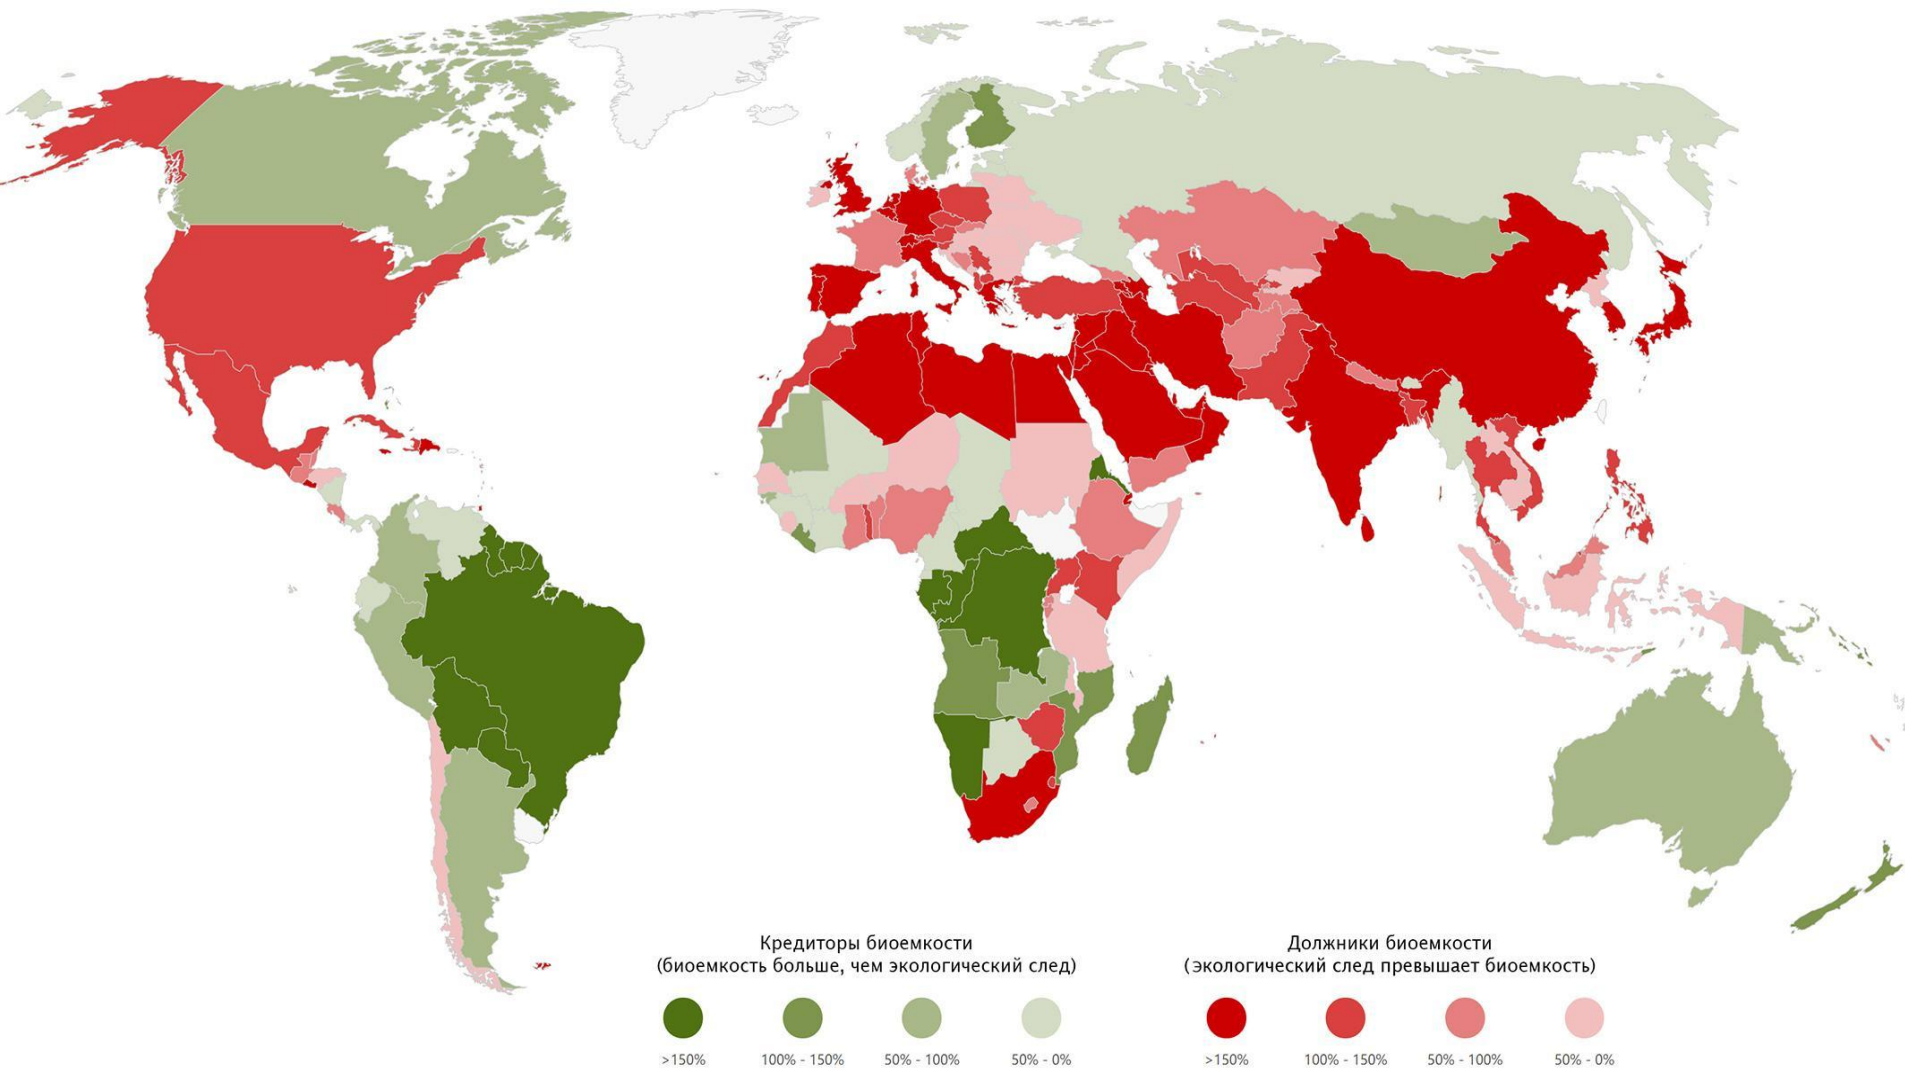 Кредиторы биоемкости
(биоемкость больше, чем экологический след)
>150%
100% - 150%
50% - 100%
50% - 0%
Должники биоемкости
(экологический след превышает биоемкость)
>150%
100% - 150%
50% - 100%
50% - 0%